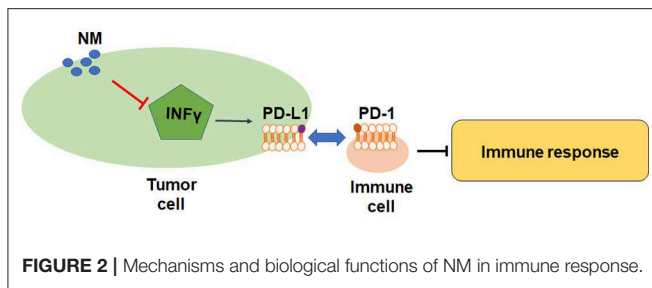 NM
INFγ
PD-L1
PD-1
Immune response
Tumor
cell
Immune
cell
FIGURE 2 | Mechanisms and biological functions of NM in immune response.